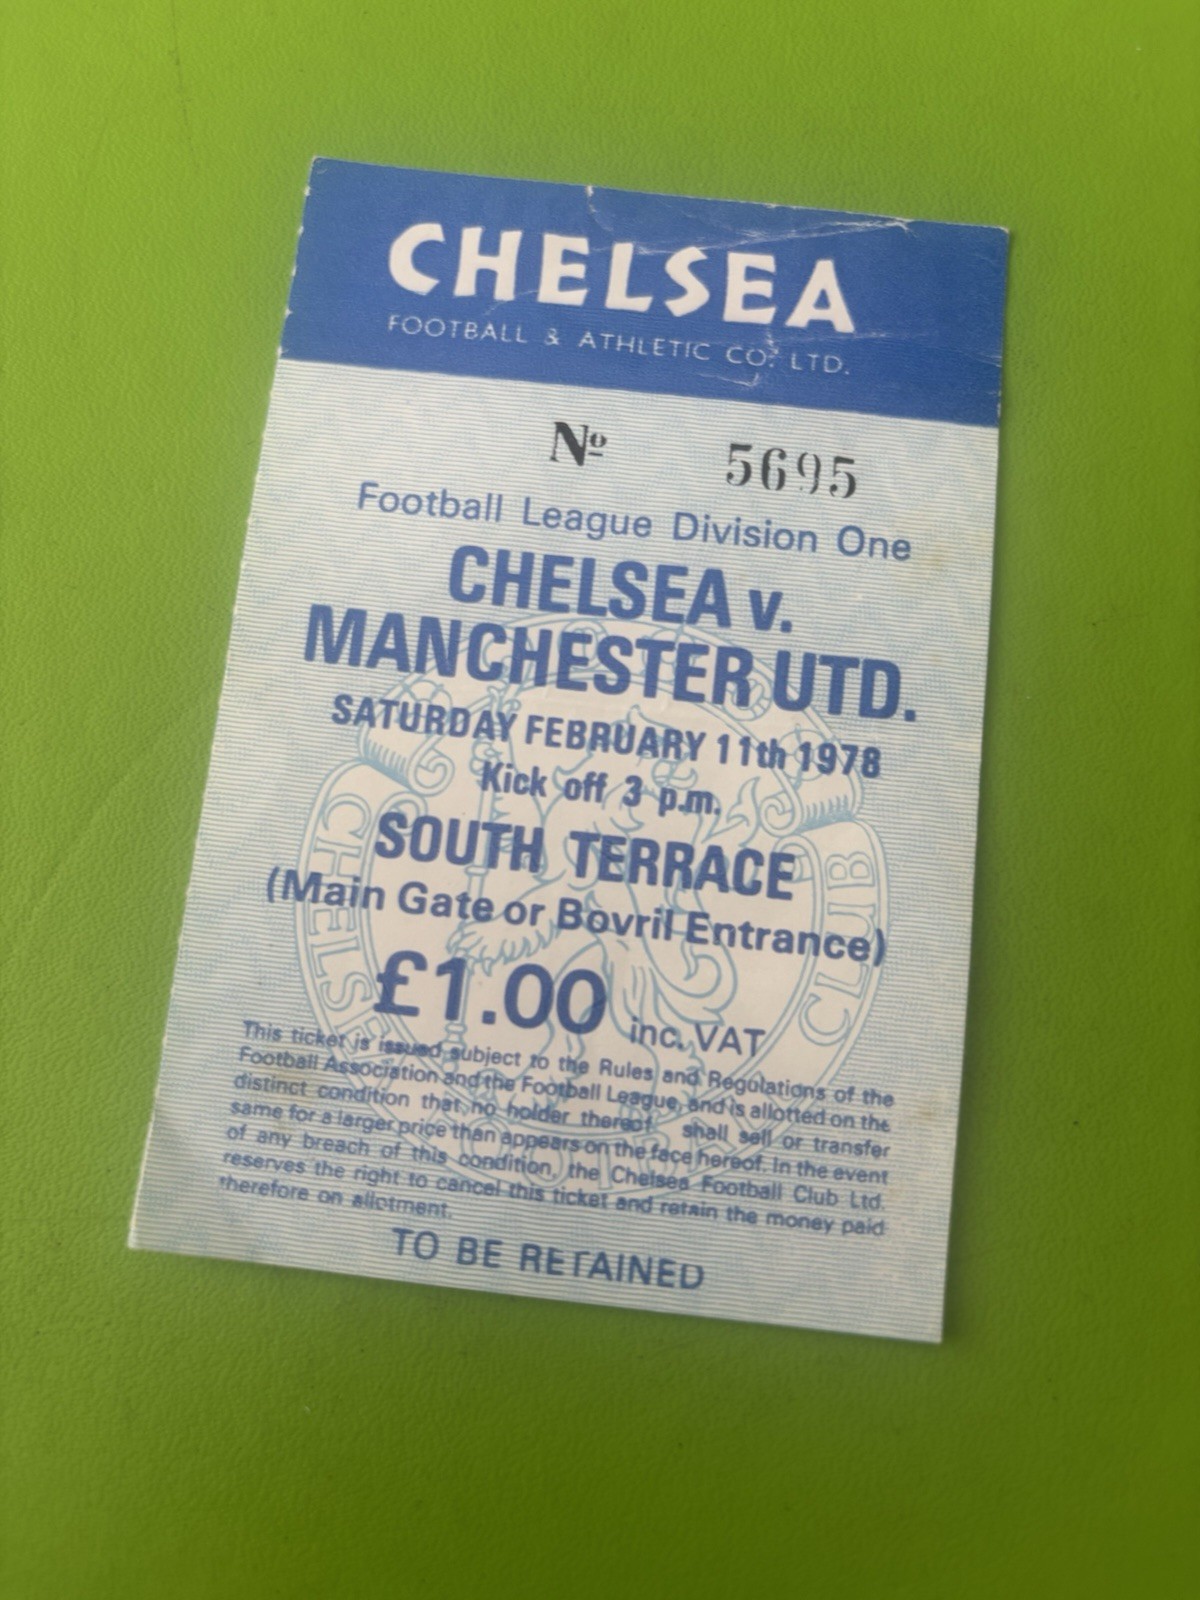 CHELSEA
FOOTBALL & ATHLETIC CO. LTD.
Nº 5695
Football League Division One
CHELSEA v.
MANCHESTER UTD.
SATURDAY FEBRUARY 11th 1978
Kick off 3 p.m.
SOUTH TERRACE
(Main Gate or Bovril Entrance)
£1.00 inc. VAT
This ticket is issued subject to the Rules and Regulations of the
Football Association and the Football League, and is allotted on the
distinct condition that no holder thereof shall sell or transfer
same for a larger price than appears on the face hereof. In the event
of any breach of this condition, the Chelsea Football Club Ltd.
reserves the right to cancel this ticket and retain the money paid
therefore on allotment.
TO BE RETAINED
CHELSEA
CLUB